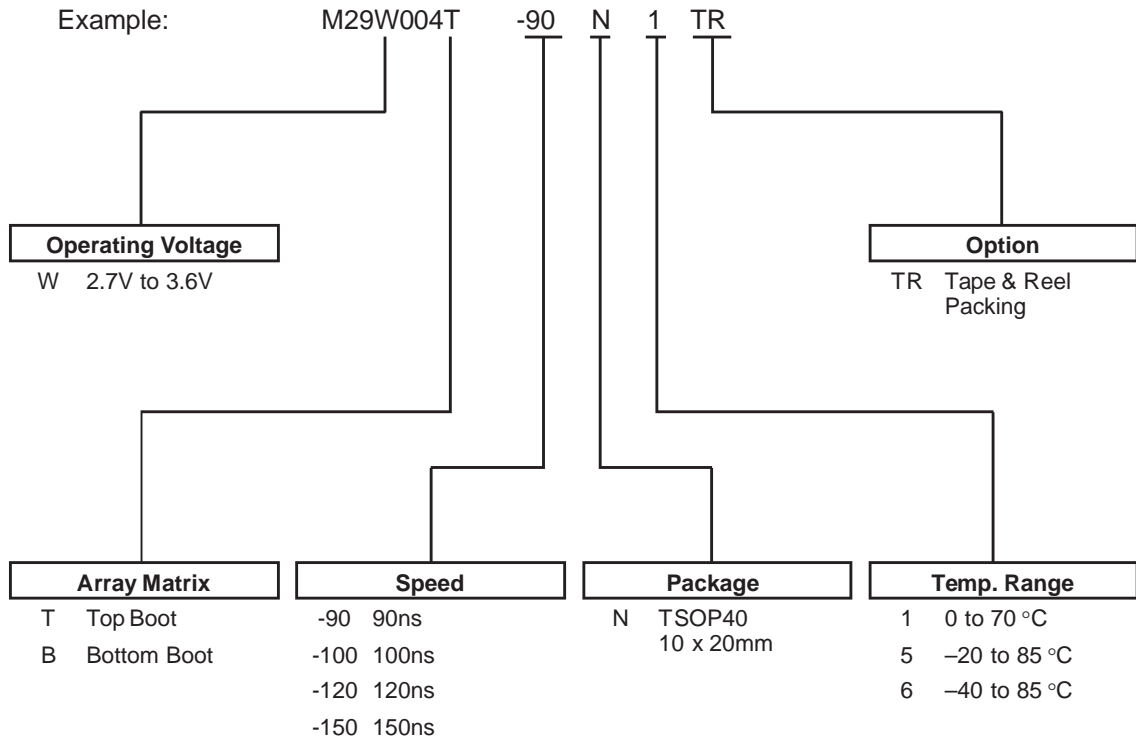 Example: M29W004T -90 N 1 TR
Operating Voltage
W 2.7V to 3.6V
Option
TR Tape & Reel
Packing
Array Matrix
T Top Boot
B Bottom Boot
Speed
-90 90ns
-100 100ns
-120 120ns
-150 150ns
Package
N TSOP40
10 x 20mm
Temp. Range
1 0 to 70 °C
5 –20 to 85 °C
6 –40 to 85 °C